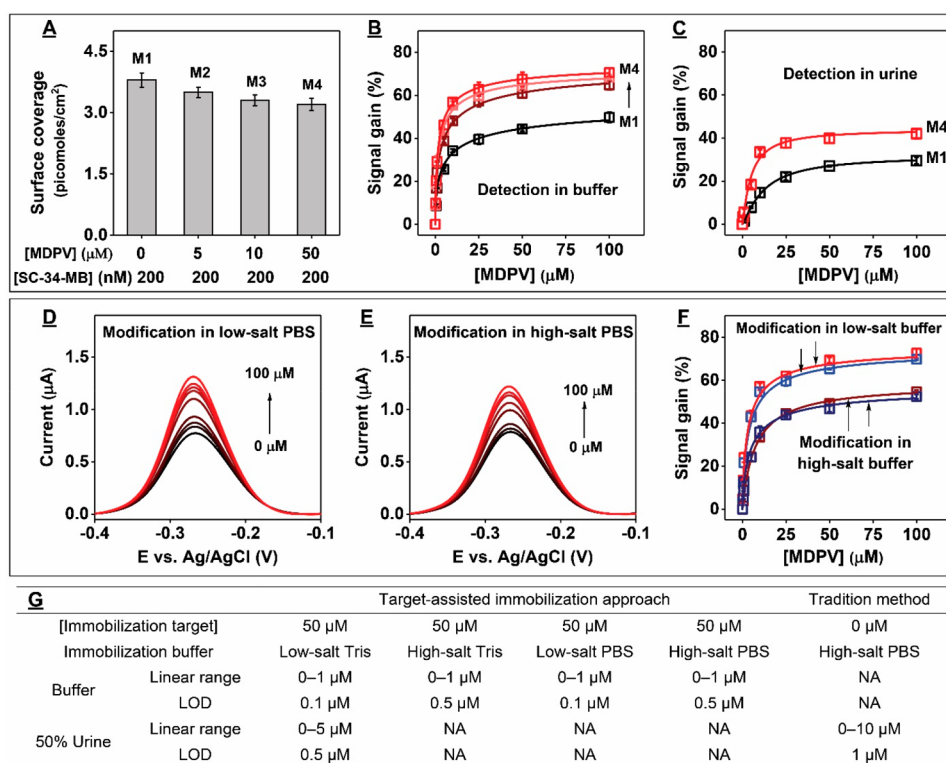 A
Surface coverage
(picomoles/cm²)
4.5
3.0
1.5
0.0
M1
M2
M3
M4
[MDPV] (μM) 0 5 10 50
[SC-34-MB] (nM) 200 200 200 200
B
Signal gain (%)
80
60
40
20
0
M4
M1
Detection in buffer
0 25 50 75 100
[MDPV] (μM)
C
Signal gain (%)
80
60
40
20
0
Detection in urine
M4
M1
0 25 50 75 100
[MDPV] (μM)
D
Modification in low-salt PBS
Current (μA)
1.5
1.0
0.5
0.0
100 μM
0 μM
-0.4 -0.3 -0.2 -0.1
E vs. Ag/AgCl (V)
E
Modification in high-salt PBS
Current (μA)
1.5
1.0
0.5
0.0
100 μM
0 μM
-0.4 -0.3 -0.2 -0.1
E vs. Ag/AgCl (V)
F
Signal gain (%)
80
60
40
20
0
Modification in low-salt buffer
Modification in
high-salt buffer
0 25 50 75 100
[MDPV] (μM)
G
Target-assisted immobilization approach Tradition method
[Immobilization target] 50 μM 50 μM 50 μM 50 μM 0 μM
Immobilization buffer Low-salt Tris High-salt Tris Low-salt PBS High-salt PBS High-salt PBS
Buffer
Linear range 0–1 μM 0–1 μM 0–1 μM 0–1 μM NA
LOD 0.1 μM 0.5 μM 0.1 μM 0.5 μM NA
50% Urine
Linear range 0–5 μM NA NA NA 0–10 μM
LOD 0.5 μM NA NA NA 1 μM